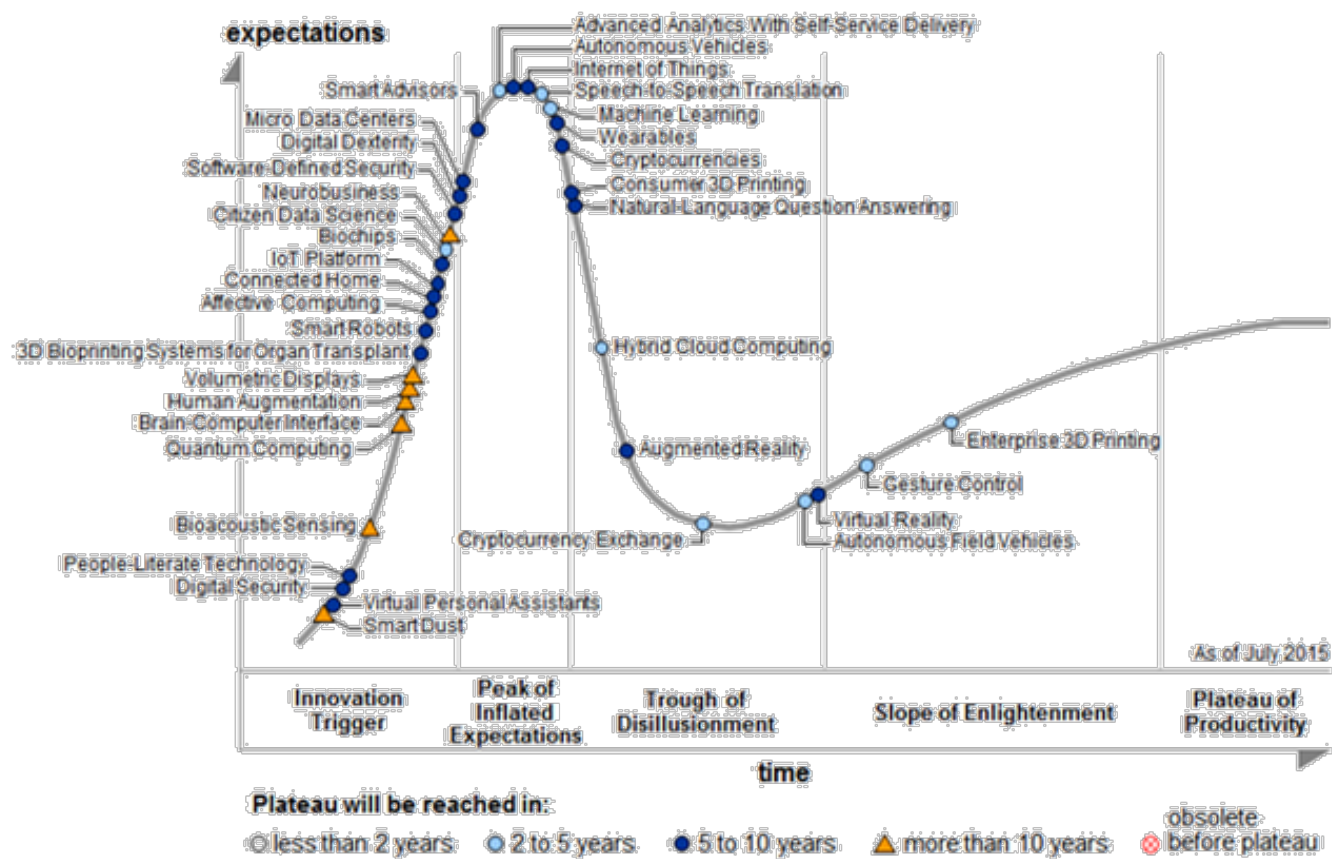 expectations
Advanced Analytics With Self-Service Delivery
Autonomous Vehicles
Internet of Things
Speech-to-Speech Translation
Machine Learning
Wearables
Cryptocurrencies
Consumer 3D Printing
Natural-Language Question Answering
Smart Advisors
Micro Data Centers
Digital Dexterity
Software-Defined Security
Neurobusiness
Citizen Data Science
Biochips
IoT Platform
Connected Home
Affective Computing
Smart Robots
3D Bioprinting Systems for Organ Transplant
Volumetric Displays
Human Augmentation
Brain-Computer Interface
Quantum Computing
Bioacoustic Sensing
People-Literate Technology
Digital Security
Virtual Personal Assistants
Smart Dust
Hybrid Cloud Computing
Augmented Reality
Cryptocurrency Exchange
Enterprise 3D Printing
Gesture Control
Virtual Reality
Autonomous Field Vehicles
As of July 2015
Innovation
Trigger
Peak of
Inflated
Expectations
Trough of
Disillusionment
Slope of Enlightenment
Plateau of
Productivity
time
Plateau will be reached in:
less than 2 years
2 to 5 years
5 to 10 years
more than 10 years
obsolete
before plateau